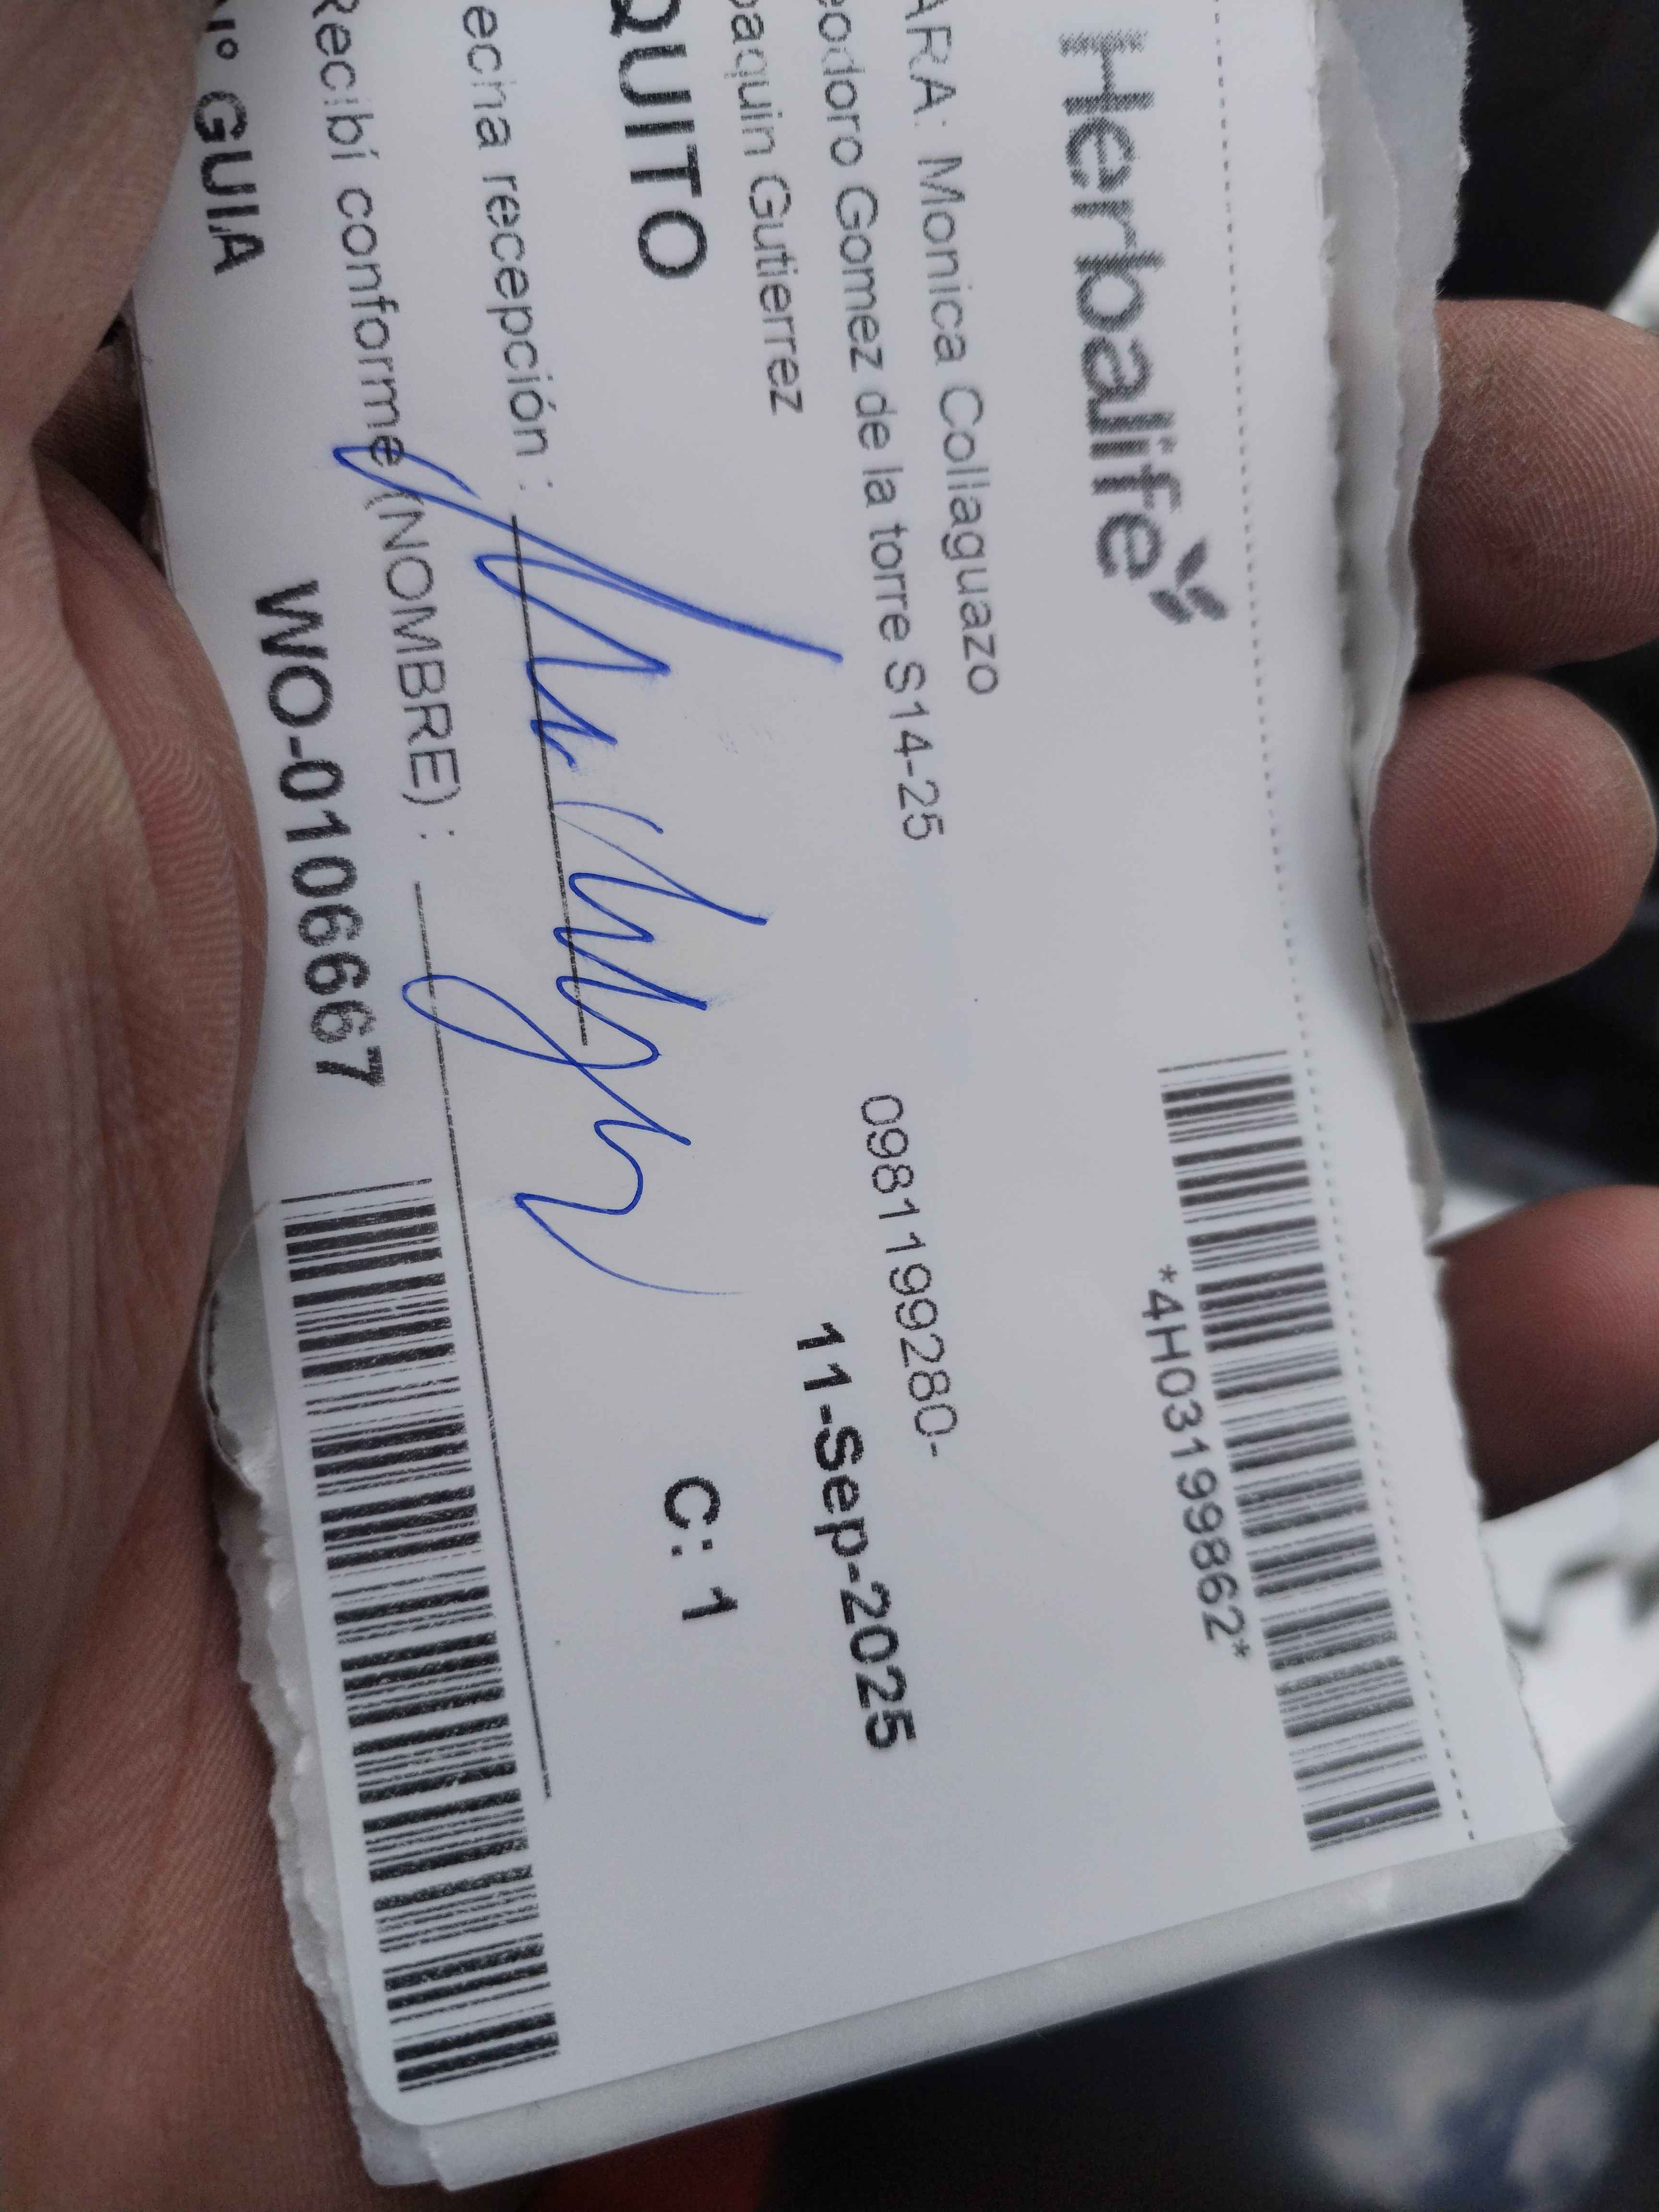 Herbalife
*4H03199862*
ARA: Monica Collaguazo
eodoro Gomez de la torre S14-25
0981199280-
oaquin Gutierrez
11-Sep-2025
QUITO
C: 1
echa recepción :
Recibí conforme (NOMBRE) :
N° GUIA
WO-0106667